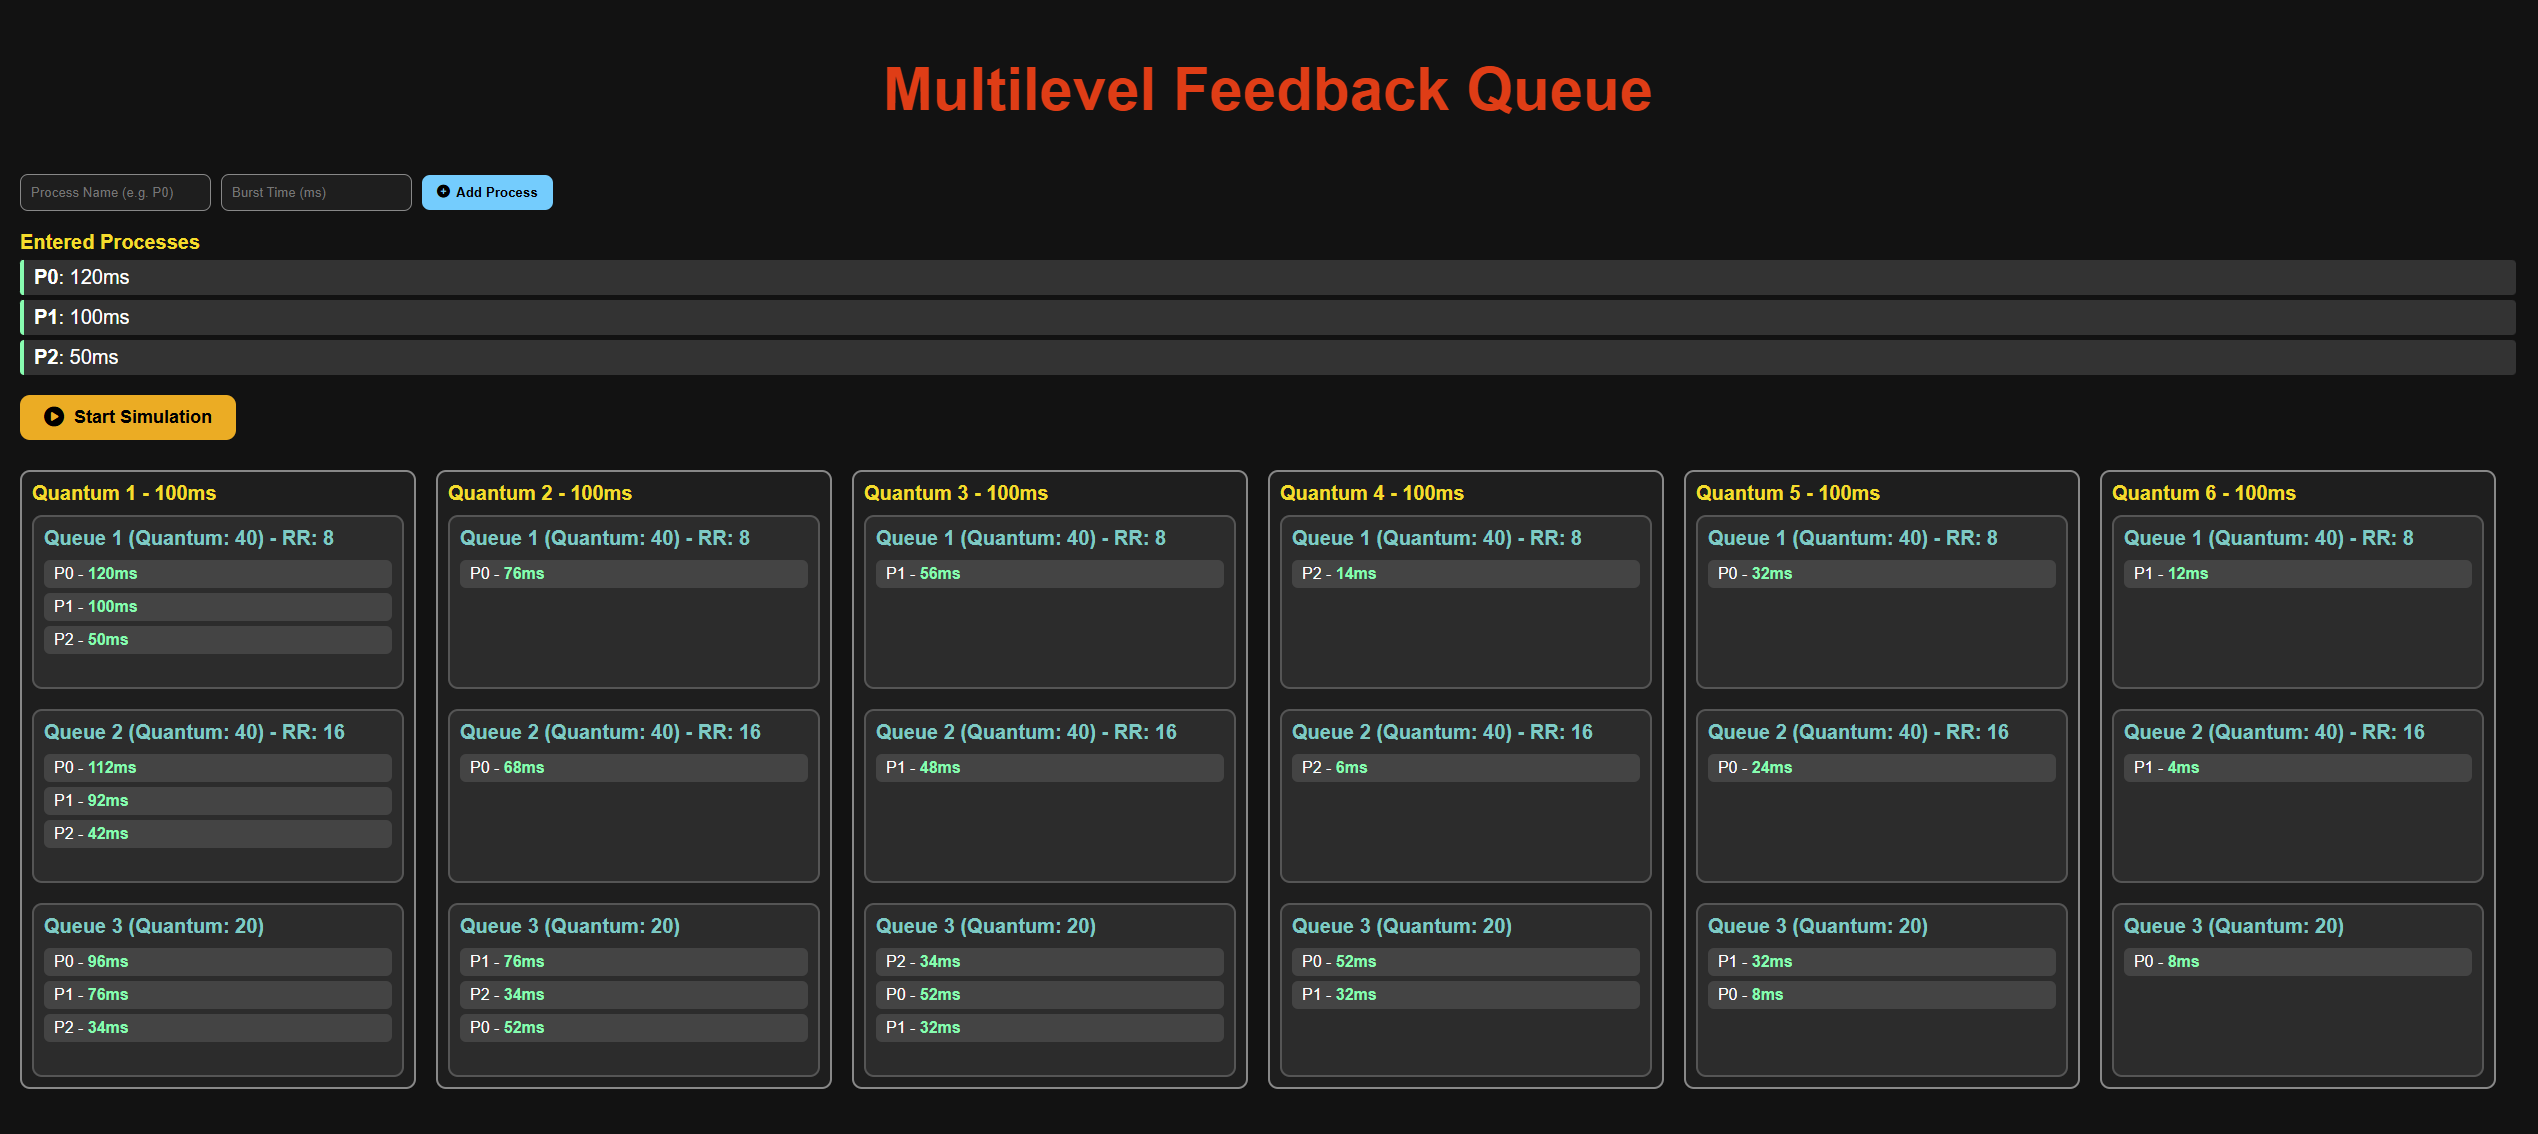 Multilevel Feedback Queue
Process Name (e.g. P0)
Burst Time (ms)
Add Process
Entered Processes
P0: 120ms
P1: 100ms
P2: 50ms
Start Simulation
Quantum 1 - 100ms
Queue 1 (Quantum: 40) - RR: 8
P0 - 120ms
P1 - 100ms
P2 - 50ms
Queue 2 (Quantum: 40) - RR: 16
P0 - 112ms
P1 - 92ms
P2 - 42ms
Queue 3 (Quantum: 20)
P0 - 96ms
P1 - 76ms
P2 - 34ms
Quantum 2 - 100ms
Queue 1 (Quantum: 40) - RR: 8
P0 - 76ms
Queue 2 (Quantum: 40) - RR: 16
P0 - 68ms
Queue 3 (Quantum: 20)
P1 - 76ms
P2 - 34ms
P0 - 52ms
Quantum 3 - 100ms
Queue 1 (Quantum: 40) - RR: 8
P1 - 56ms
Queue 2 (Quantum: 40) - RR: 16
P1 - 48ms
Queue 3 (Quantum: 20)
P2 - 34ms
P0 - 52ms
P1 - 32ms
Quantum 4 - 100ms
Queue 1 (Quantum: 40) - RR: 8
P2 - 14ms
Queue 2 (Quantum: 40) - RR: 16
P2 - 6ms
Queue 3 (Quantum: 20)
P0 - 52ms
P1 - 32ms
Quantum 5 - 100ms
Queue 1 (Quantum: 40) - RR: 8
P0 - 32ms
Queue 2 (Quantum: 40) - RR: 16
P0 - 24ms
Queue 3 (Quantum: 20)
P1 - 32ms
P0 - 8ms
Quantum 6 - 100ms
Queue 1 (Quantum: 40) - RR: 8
P1 - 12ms
Queue 2 (Quantum: 40) - RR: 16
P1 - 4ms
Queue 3 (Quantum: 20)
P0 - 8ms